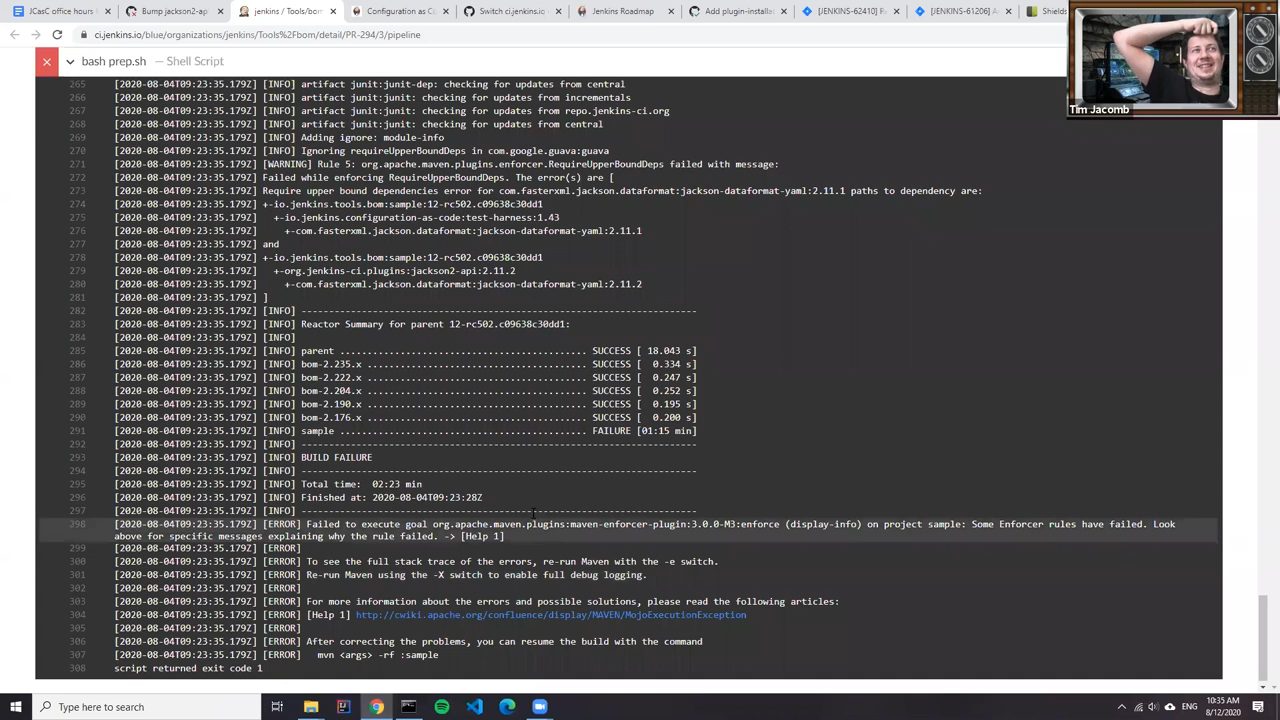 JCasC office hours
Bump jackson2-ap
jenkins / Tools/bom
Configuration as C
Switch ci.jenkins.i
Jenkins Roadmap
Add plugin-installa
[JENKINS-62410] R
[JENKINS-61206] A
Shields
ci.jenkins.io/blue/organizations/jenkins/Tools%2Fbom/detail/PR-294/3/pipeline
bash prep.sh — Shell Script
Tim Jacomb
265 [2020-08-04T09:23:35.179Z] [INFO] artifact junit:junit-dep: checking for updates from central
266 [2020-08-04T09:23:35.179Z] [INFO] artifact junit:junit: checking for updates from incrementals
267 [2020-08-04T09:23:35.179Z] [INFO] artifact junit:junit: checking for updates from repo.jenkins-ci.org
268 [2020-08-04T09:23:35.179Z] [INFO] artifact junit:junit: checking for updates from central
269 [2020-08-04T09:23:35.179Z] [INFO] Adding ignore: module-info
270 [2020-08-04T09:23:35.179Z] [INFO] Ignoring requireUpperBoundDeps in com.google.guava:guava
271 [2020-08-04T09:23:35.179Z] [WARNING] Rule 5: org.apache.maven.plugins.enforcer.RequireUpperBoundDeps failed with message:
272 [2020-08-04T09:23:35.179Z] Failed while enforcing RequireUpperBoundDeps. The error(s) are [
273 [2020-08-04T09:23:35.179Z] Require upper bound dependencies error for com.fasterxml.jackson.dataformat:jackson-dataformat-yaml:2.11.1 paths to dependency are:
274 [2020-08-04T09:23:35.179Z] +-io.jenkins.tools.bom:sample:12-rc502.c09638c30dd1
275 [2020-08-04T09:23:35.179Z] +-io.jenkins.configuration-as-code:test-harness:1.43
276 [2020-08-04T09:23:35.179Z] +-com.fasterxml.jackson.dataformat:jackson-dataformat-yaml:2.11.1
277 [2020-08-04T09:23:35.179Z] and
278 [2020-08-04T09:23:35.179Z] +-io.jenkins.tools.bom:sample:12-rc502.c09638c30dd1
279 [2020-08-04T09:23:35.179Z] +-org.jenkins-ci.plugins:jackson2-api:2.11.2
280 [2020-08-04T09:23:35.179Z] +-com.fasterxml.jackson.dataformat:jackson-dataformat-yaml:2.11.2
281 [2020-08-04T09:23:35.179Z] ]
282 [2020-08-04T09:23:35.179Z] [INFO] ------------------------------------------------------------------------
283 [2020-08-04T09:23:35.179Z] [INFO] Reactor Summary for parent 12-rc502.c09638c30dd1:
284 [2020-08-04T09:23:35.179Z] [INFO]
285 [2020-08-04T09:23:35.179Z] [INFO] parent ............................................. SUCCESS [ 18.043 s]
286 [2020-08-04T09:23:35.179Z] [INFO] bom-2.235.x ........................................ SUCCESS [  0.334 s]
287 [2020-08-04T09:23:35.179Z] [INFO] bom-2.222.x ........................................ SUCCESS [  0.247 s]
288 [2020-08-04T09:23:35.179Z] [INFO] bom-2.204.x ........................................ SUCCESS [  0.252 s]
289 [2020-08-04T09:23:35.179Z] [INFO] bom-2.190.x ........................................ SUCCESS [  0.195 s]
290 [2020-08-04T09:23:35.179Z] [INFO] bom-2.176.x ........................................ SUCCESS [  0.200 s]
291 [2020-08-04T09:23:35.179Z] [INFO] sample ............................................. FAILURE [01:15 min]
292 [2020-08-04T09:23:35.179Z] [INFO] ------------------------------------------------------------------------
293 [2020-08-04T09:23:35.179Z] [INFO] BUILD FAILURE
294 [2020-08-04T09:23:35.179Z] [INFO] ------------------------------------------------------------------------
295 [2020-08-04T09:23:35.179Z] [INFO] Total time:  02:23 min
296 [2020-08-04T09:23:35.179Z] [INFO] Finished at: 2020-08-04T09:23:28Z
297 [2020-08-04T09:23:35.179Z] [INFO] ------------------------------------------------------------------------
298 [2020-08-04T09:23:35.179Z] [ERROR] Failed to execute goal org.apache.maven.plugins:maven-enforcer-plugin:3.0.0-M3:enforce (display-info) on project sample: Some Enforcer rules have failed. Look
above for specific messages explaining why the rule failed. -> [Help 1]
299 [2020-08-04T09:23:35.179Z] [ERROR]
300 [2020-08-04T09:23:35.179Z] [ERROR] To see the full stack trace of the errors, re-run Maven with the -e switch.
301 [2020-08-04T09:23:35.179Z] [ERROR] Re-run Maven using the -X switch to enable full debug logging.
302 [2020-08-04T09:23:35.179Z] [ERROR]
303 [2020-08-04T09:23:35.179Z] [ERROR] For more information about the errors and possible solutions, please read the following articles:
304 [2020-08-04T09:23:35.179Z] [ERROR] [Help 1] http://cwiki.apache.org/confluence/display/MAVEN/MojoExecutionException
305 [2020-08-04T09:23:35.179Z] [ERROR]
306 [2020-08-04T09:23:35.179Z] [ERROR] After correcting the problems, you can resume the build with the command
307 [2020-08-04T09:23:35.179Z] [ERROR]   mvn <args> -rf :sample
308 script returned exit code 1
Type here to search
ENG
10:35 AM
8/12/2020